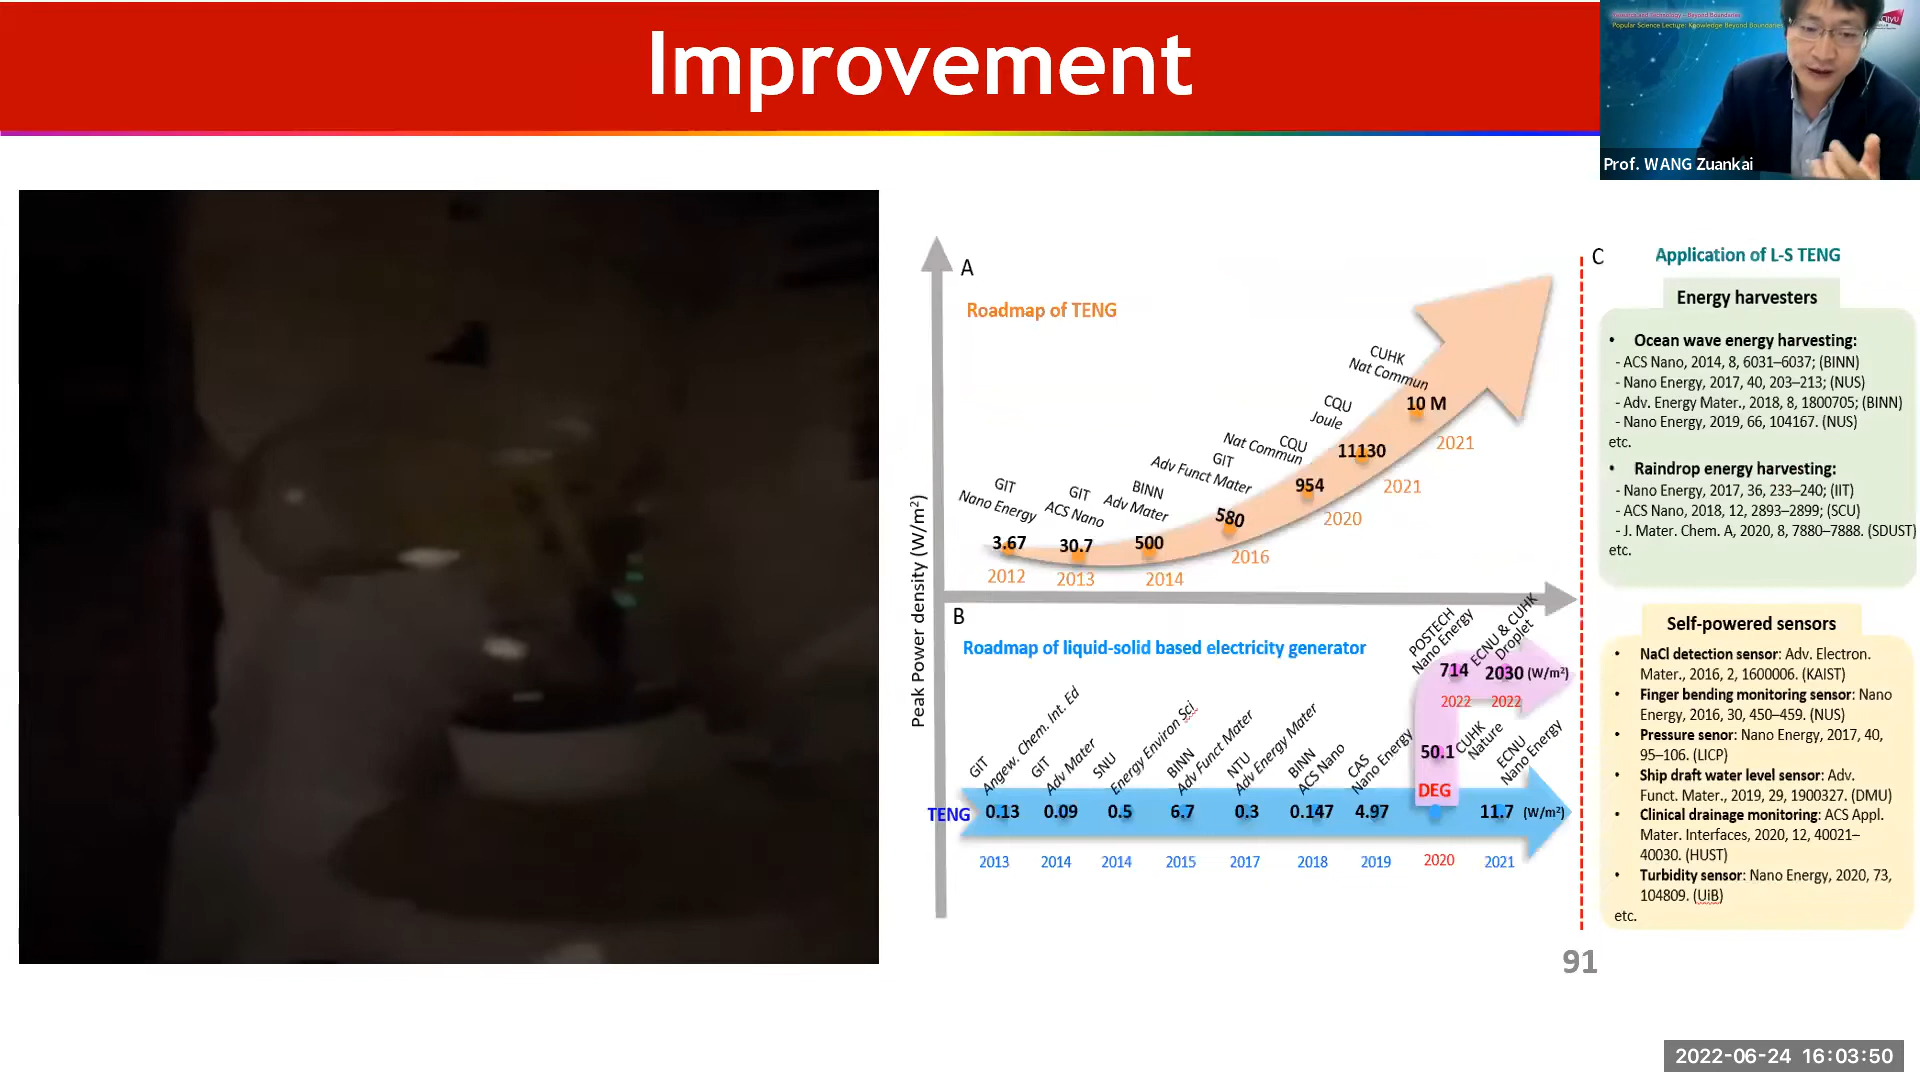 Improvement
Popular Science Lecture: Knowledge Beyond Boundaries
CityU
Prof. WANG Zuankai
Peak Power density (W/m²)
A
Roadmap of TENG
GIT
Nano Energy
3.67
2012
GIT
ACS Nano
30.7
2013
BINN
Adv Mater
500
2014
GIT
Adv Funct Mater
580
2016
CQU
Nat Commun
954
2020
CQU
Joule
11130
2021
CUHK
Nat Commun
10 M
2021
B
Roadmap of liquid-solid based electricity generator
TENG
GIT
Angew. Chem. Int. Ed
0.13
2013
GIT
Adv Mater
0.09
2014
SNU
Energy Environ Sci
0.5
2014
BINN
Adv Funct Mater
6.7
2015
NTU
Adv Energy Mater
0.3
2017
BINN
ACS Nano
0.147
2018
CAS
Nano Energy
4.97
2019
CUHK
Nature
50.1
DEG
2020
POSTECH
Nano Energy
714
2022
ECNU & CUHK
Droplet
2030 (W/m²)
2022
ECNU
Nano Energy
11.7 (W/m²)
2021
C
Application of L-S TENG
Energy harvesters
• Ocean wave energy harvesting:
- ACS Nano, 2014, 8, 6031–6037; (BINN)
- Nano Energy, 2017, 40, 203–213; (NUS)
- Adv. Energy Mater., 2018, 8, 1800705; (BINN)
- Nano Energy, 2019, 66, 104167. (NUS)
etc.
• Raindrop energy harvesting:
- Nano Energy, 2017, 36, 233–240; (IIT)
- ACS Nano, 2018, 12, 2893–2899; (SCU)
- J. Mater. Chem. A, 2020, 8, 7880–7888. (SDUST)
etc.
Self-powered sensors
• NaCl detection sensor: Adv. Electron.
Mater., 2016, 2, 1600006. (KAIST)
• Finger bending monitoring sensor: Nano
Energy, 2016, 30, 450–459. (NUS)
• Pressure senor: Nano Energy, 2017, 40,
95–106. (LICP)
• Ship draft water level sensor: Adv.
Funct. Mater., 2019, 29, 1900327. (DMU)
• Clinical drainage monitoring: ACS Appl.
Mater. Interfaces, 2020, 12, 40021–
40030. (HUST)
• Turbidity sensor: Nano Energy, 2020, 73,
104809. (UiB)
etc.
91
2022-06-24 16:03:50